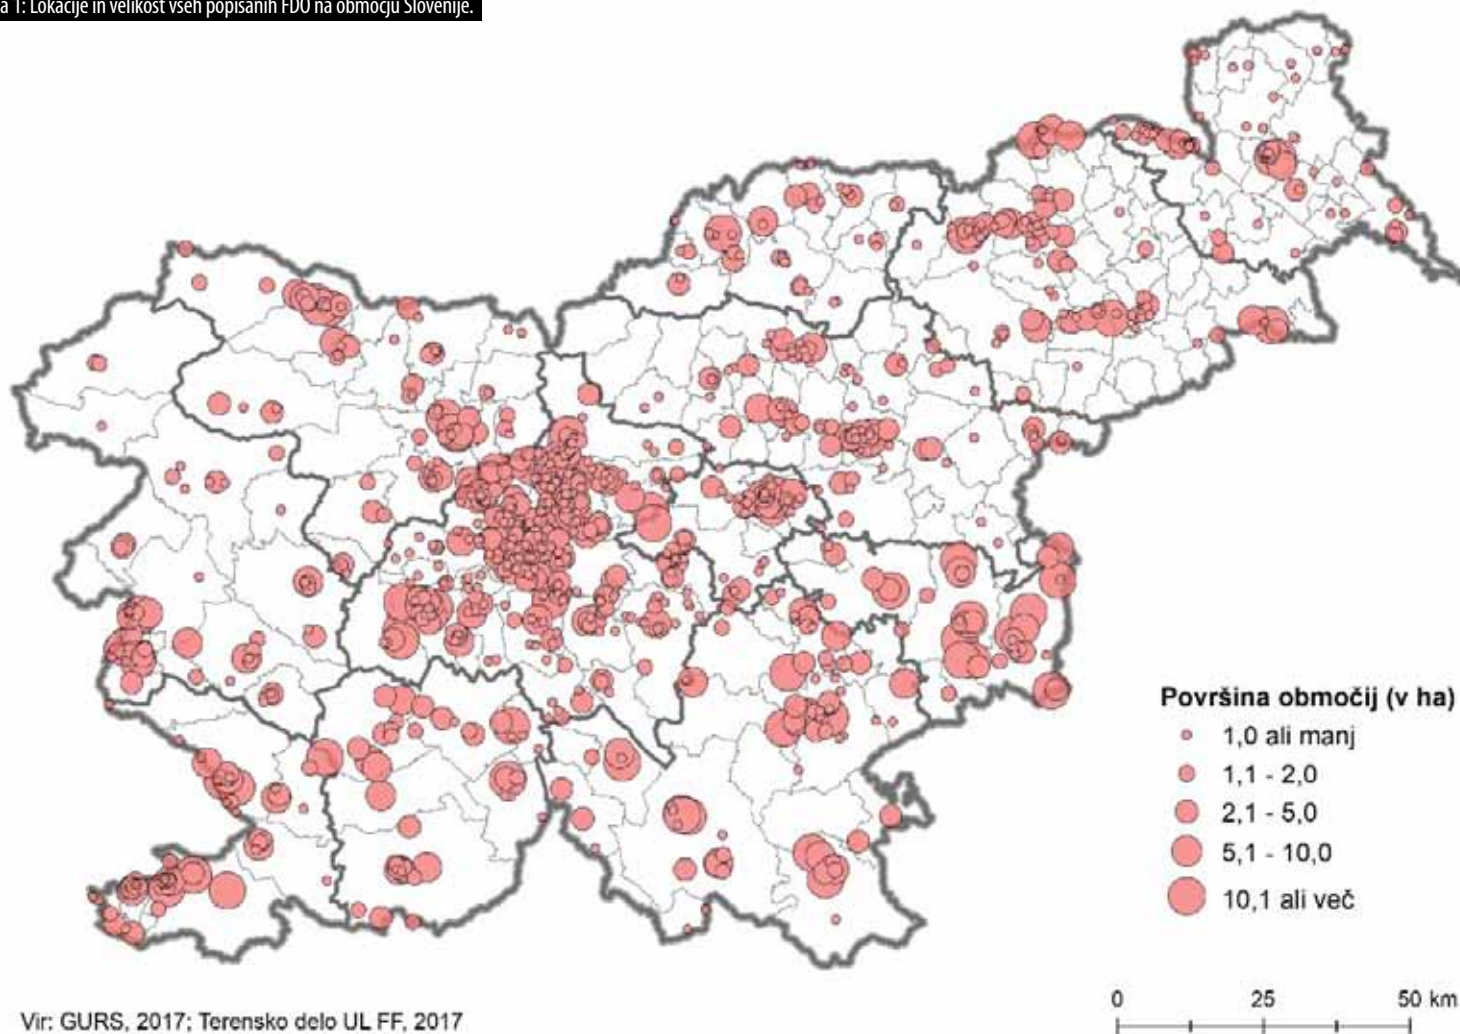 a 1: Lokacije in velikost vseh popisanih FDO na območju Slovenije.
Površina območij (v ha)
1,0 ali manj
1,1 - 2,0
2,1 - 5,0
5,1 - 10,0
10,1 ali več
0 25 50 km
Vir: GURS, 2017; Terensko delo UL FF, 2017